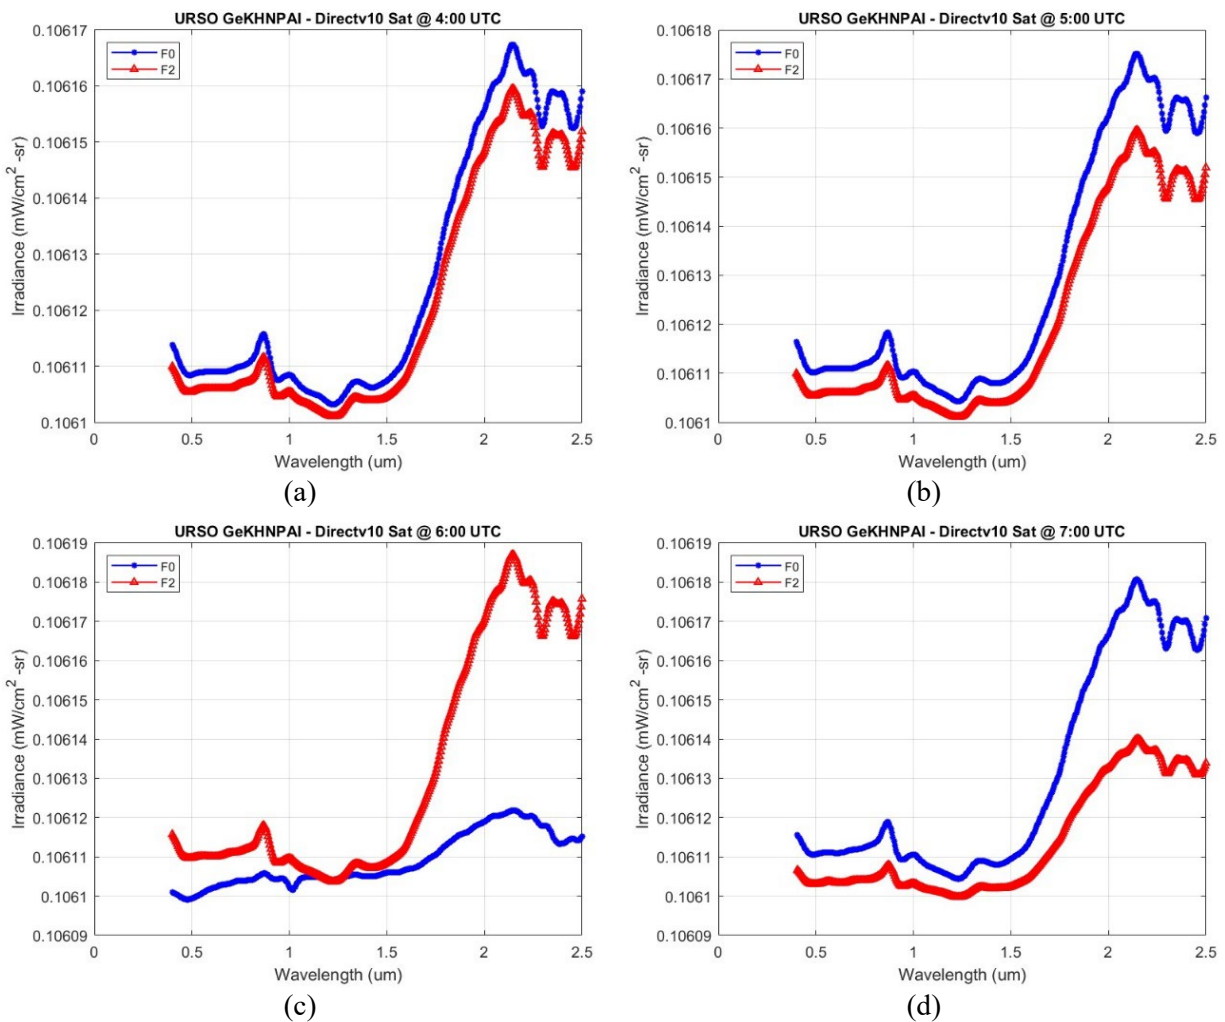 URSO GeKHNPAI - Directv10 Sat @ 4:00 UTC
F0
F2
0.10617
0.10616
0.10615
0.10614
0.10613
0.10612
0.10611
0.1061
0 0.5 1 1.5 2 2.5
Irradiance (mW/cm2 -sr)
Wavelength (um)
(a)
URSO GeKHNPAI - Directv10 Sat @ 5:00 UTC
F0
F2
0.10618
0.10617
0.10616
0.10615
0.10614
0.10613
0.10612
0.10611
0.1061
0 0.5 1 1.5 2 2.5
Irradiance (mW/cm2 -sr)
Wavelength (um)
(b)
URSO GeKHNPAI - Directv10 Sat @ 6:00 UTC
F0
F2
0.10619
0.10618
0.10617
0.10616
0.10615
0.10614
0.10613
0.10612
0.10611
0.1061
0.10609
0 0.5 1 1.5 2 2.5
Irradiance (mW/cm2 -sr)
Wavelength (um)
(c)
URSO GeKHNPAI - Directv10 Sat @ 7:00 UTC
F0
F2
0.10619
0.10618
0.10617
0.10616
0.10615
0.10614
0.10613
0.10612
0.10611
0.1061
0.10609
0 0.5 1 1.5 2 2.5
Irradiance (mW/cm2 -sr)
Wavelength (um)
(d)